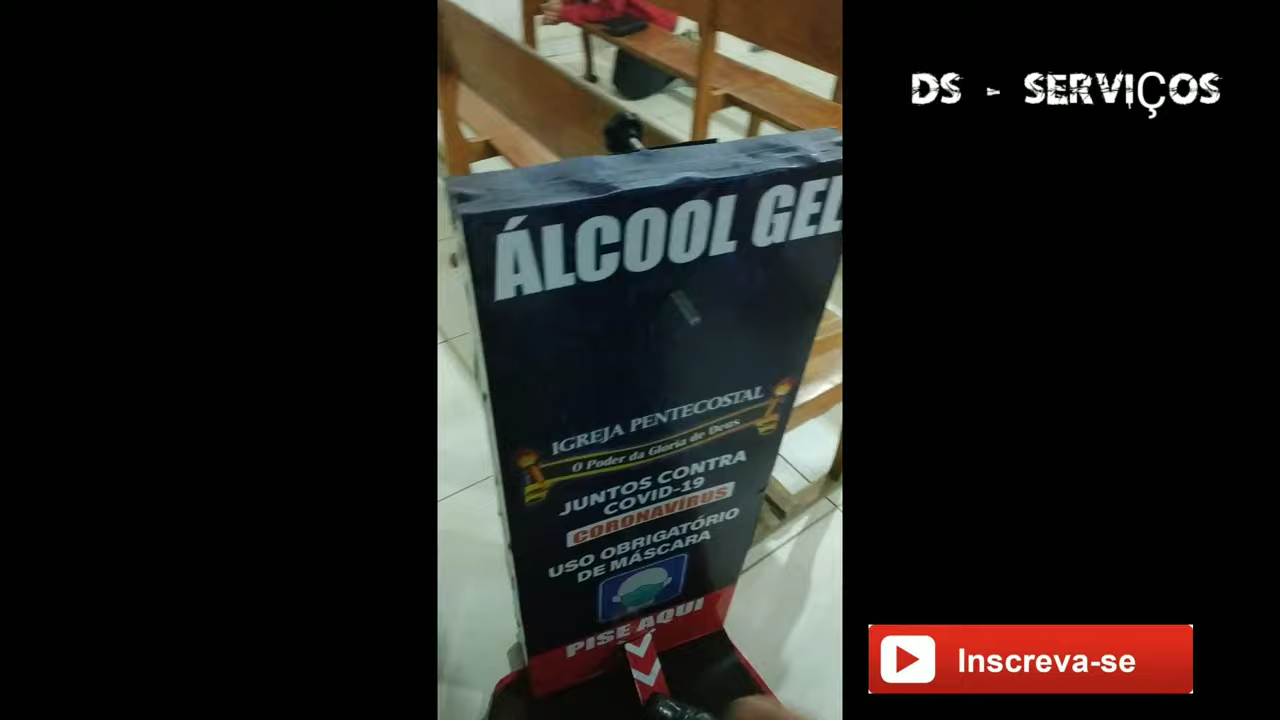 DS - SERVIÇOS
ÁLCOOL GEL
IGREJA PENTECOSTAL
O Poder da Gloria de Deus
JUNTOS CONTRA
COVID-19
CORONAVÍRUS
USO OBRIGATÓRIO
DE MÁSCARA
PISE AQUI
Inscreva-se